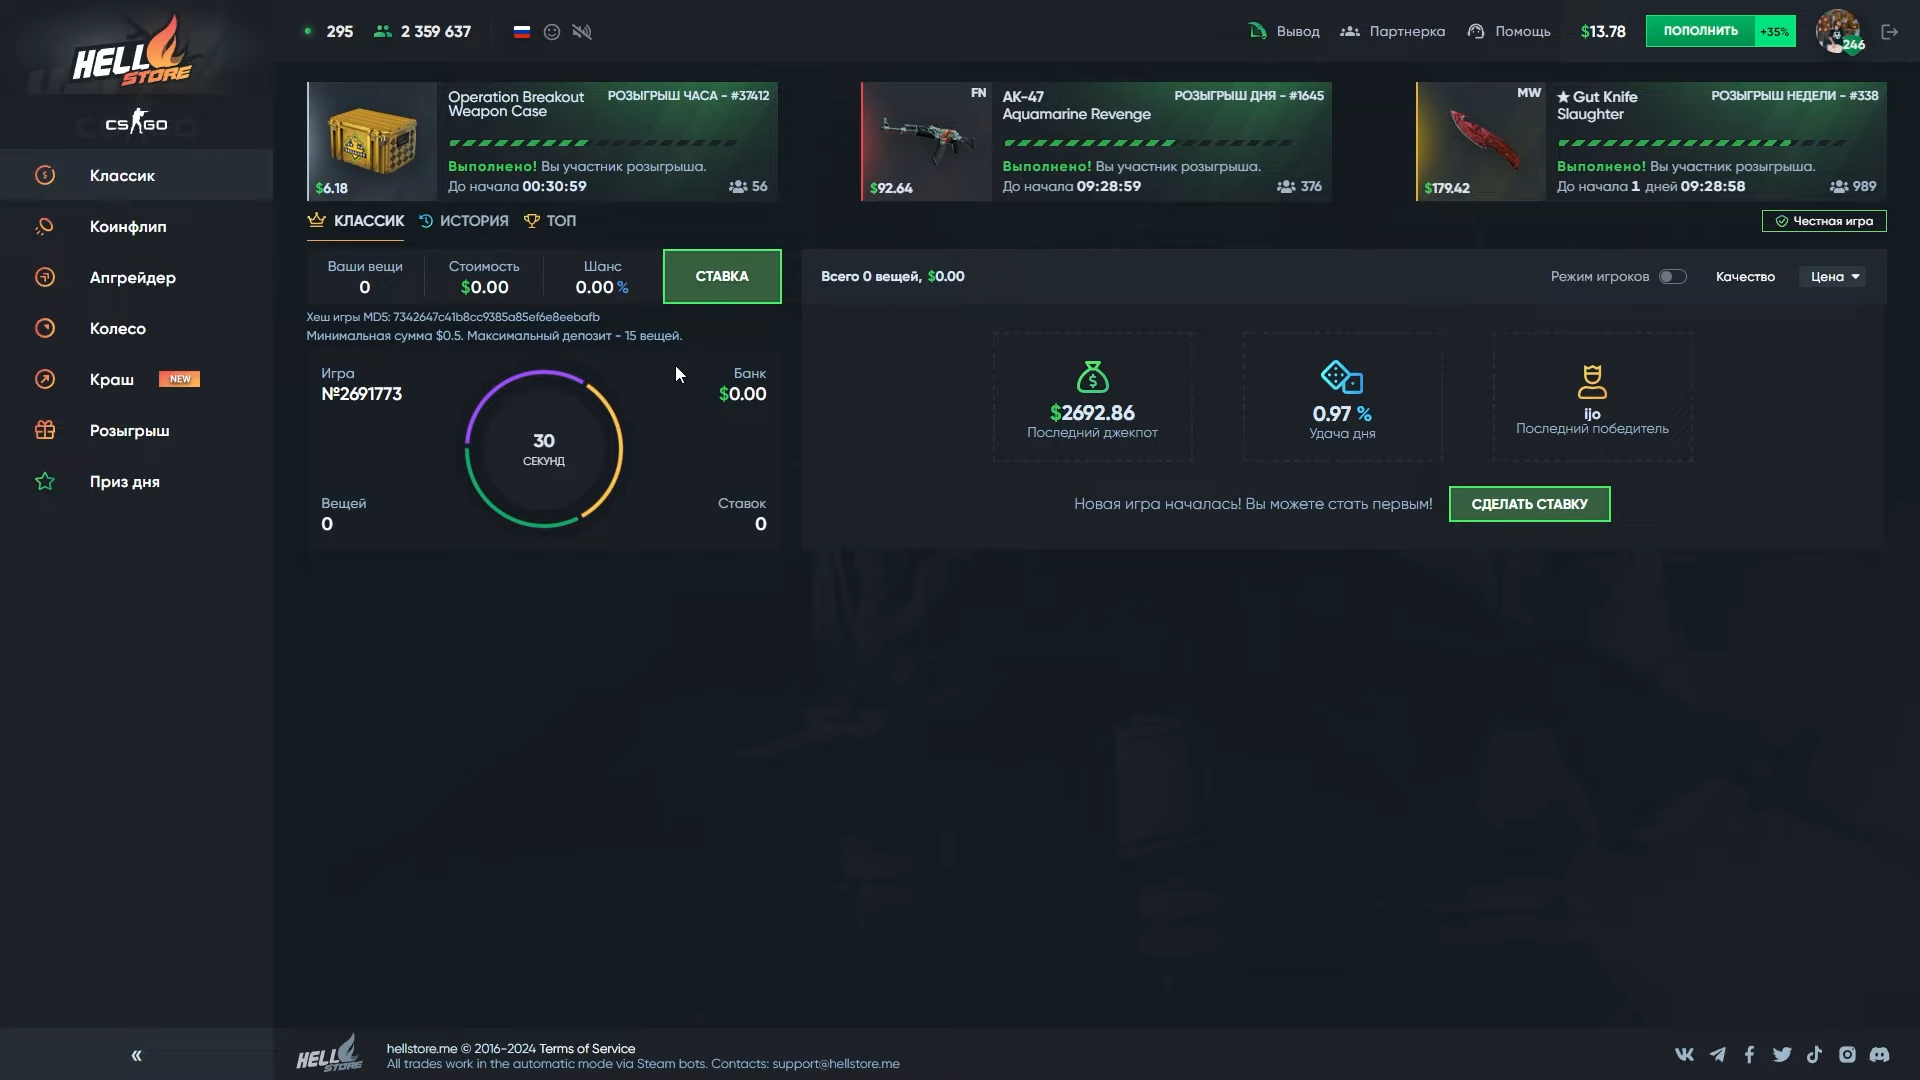 HELL STORE
CS GO
Классик
Коинфлип
Апгрейдер
Колесо
Краш NEW
Розыгрыш
Приз дня
«
295 2 359 637
Вывод Партнерка Помощь $13.78 ПОПОЛНИТЬ +35% 246
Operation Breakout Weapon Case
РОЗЫГРЫШ ЧАСА - #37412
Выполнено! Вы участник розыгрыша.
$6.18 До начала 00:30:59 56
FN AK-47 Aquamarine Revenge
РОЗЫГРЫШ ДНЯ - #1645
Выполнено! Вы участник розыгрыша.
$92.64 До начала 09:28:59 376
MW ★ Gut Knife Slaughter
РОЗЫГРЫШ НЕДЕЛИ - #338
Выполнено! Вы участник розыгрыша.
$179.42 До начала 1 дней 09:28:58 989
КЛАССИК ИСТОРИЯ ТОП
Честная игра
Ваши вещи Стоимость Шанс
0 $0.00 0.00 %
СТАВКА
Хеш игры MD5: 7342647c41b8cc9385a85ef6e8eebafb
Минимальная сумма $0.5. Максимальный депозит - 15 вещей.
Игра
№2691773
Банк
$0.00
30
СЕКУНД
Вещей
0
Ставок
0
Всего 0 вещей, $0.00
Режим игроков Качество Цена
$2692.86
Последний джекпот
0.97 %
Удача дня
ijo
Последний победитель
Новая игра началась! Вы можете стать первым! СДЕЛАТЬ СТАВКУ
HELL STORE
hellstore.me © 2016-2024 Terms of Service
All trades work in the automatic mode via Steam bots. Contacts: support@hellstore.me